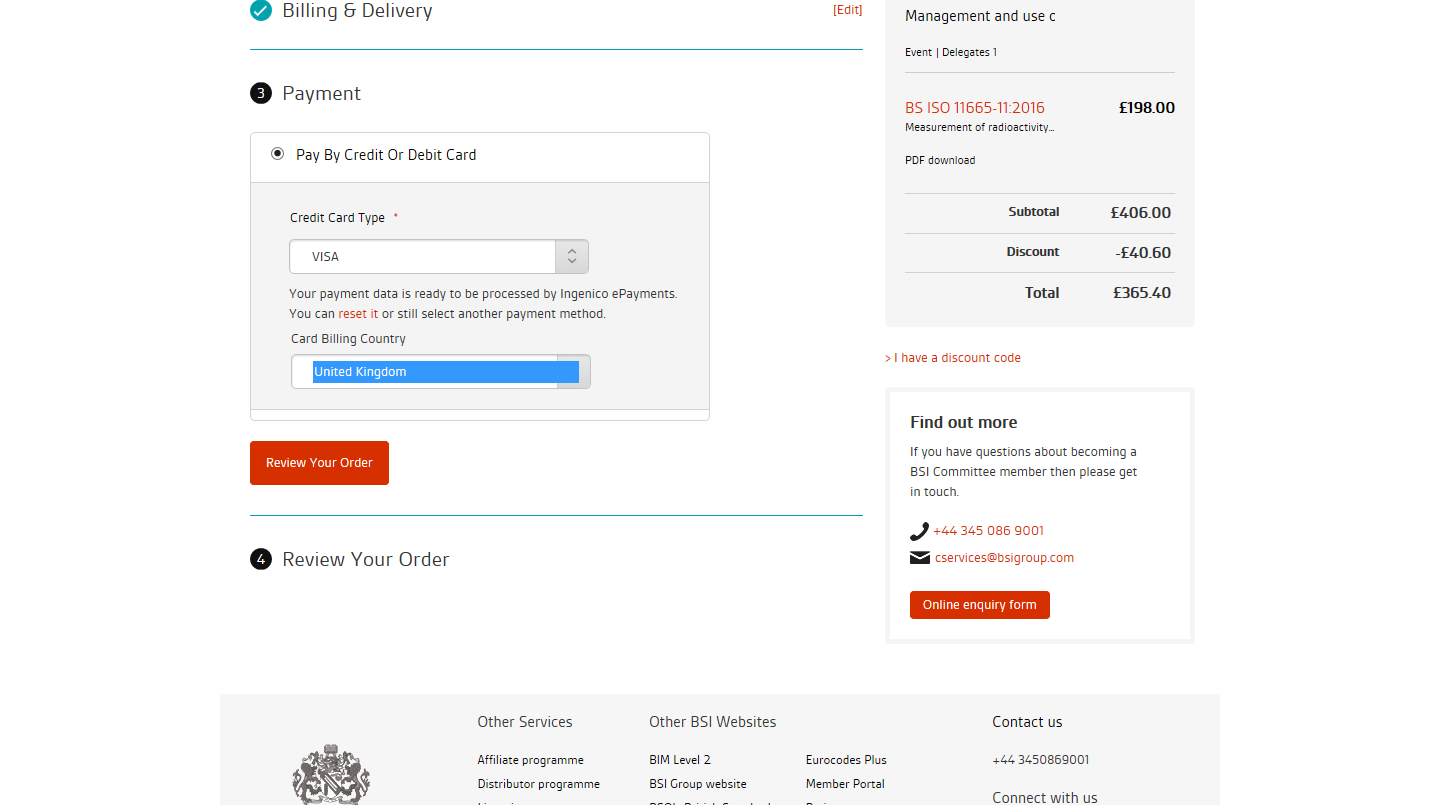 Billing & Delivery
[Edit]
3 Payment
Pay By Credit Or Debit Card
Credit Card Type *
VISA
Your payment data is ready to be processed by Ingenico ePayments.
You can reset it or still select another payment method.
Card Billing Country
United Kingdom
Review Your Order
4 Review Your Order
Management and use c
Event | Delegates 1
BS ISO 11665-11:2016 £198.00
Measurement of radioactivity...
PDF download
Subtotal £406.00
Discount -£40.60
Total £365.40
> I have a discount code
Find out more
If you have questions about becoming a
BSI Committee member then please get
in touch.
+44 345 086 9001
cservices@bsigroup.com
Online enquiry form
Other Services
Affiliate programme
Distributor programme
Other BSI Websites
BIM Level 2
BSI Group website
Eurocodes Plus
Member Portal
Contact us
+44 3450869001
Connect with us